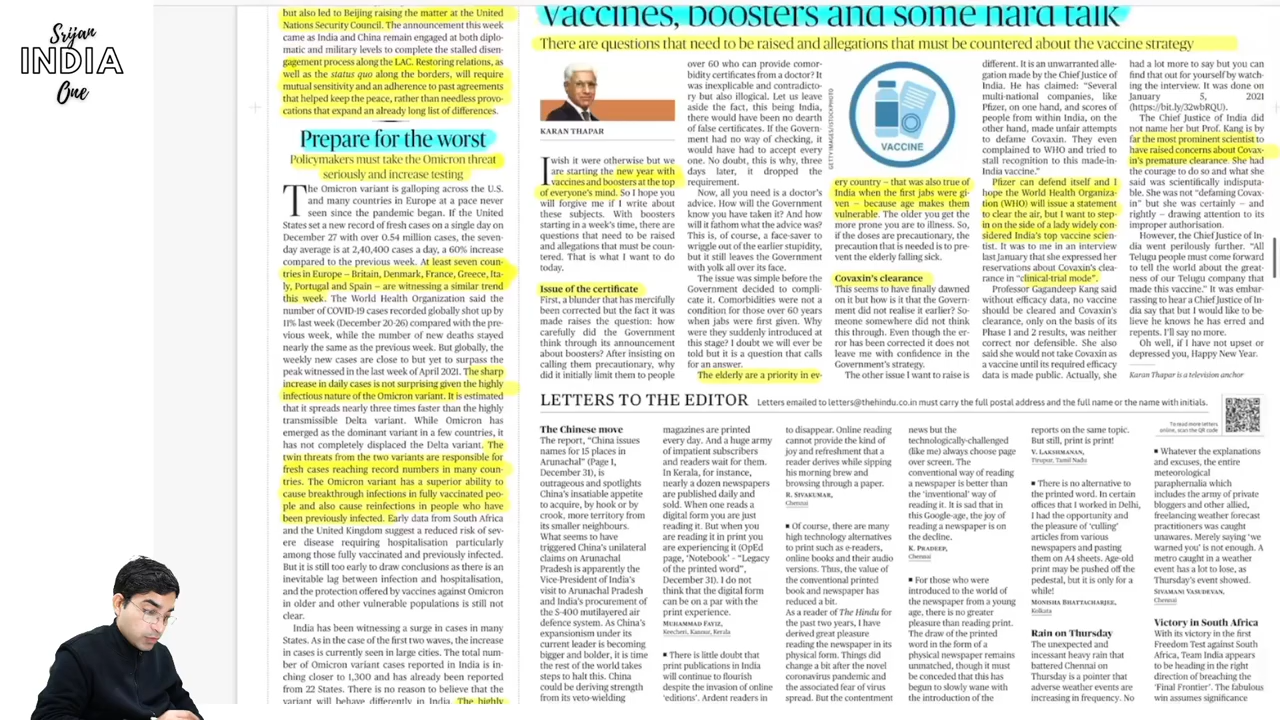 Srijan
INDIA
One
but also led to Beijing raising the matter at the United
Nations Security Council. The announcement this week
came as India and China remain engaged at both diplo-
matic and military levels to complete the stalled disen-
gagement process along the LAC. Restoring relations, as
well as the status quo along the borders, will require
mutual sensitivity and an adherence to past agreements
that helped keep the peace, rather than needless provo-
cations that expand an already long list of differences.
Prepare for the worst
Policymakers must take the Omicron threat
seriously and increase testing
The Omicron variant is galloping across the U.S.
and many countries in Europe at a pace never
seen since the pandemic began. If the United
States set a new record of fresh cases on a single day on
December 27 with over 0.54 million cases, the seven-
day average is at 2,40,400 cases a day, a 60% increase
compared to the previous week. At least seven coun-
tries in Europe – Britain, Denmark, France, Greece, Ita-
ly, Portugal and Spain – are witnessing a similar trend
this week. The World Health Organization said the
number of COVID-19 cases recorded globally shot up by
11% last week (December 20-26) compared with the pre-
vious week, while the number of new deaths stayed
nearly the same as the previous week. But globally, the
weekly new cases are close to but yet to surpass the
peak witnessed in the last week of April 2021. The sharp
increase in daily cases is not surprising given the highly
infectious nature of the Omicron variant. It is estimated
that it spreads nearly three times faster than the highly
transmissible Delta variant. While Omicron has
emerged as the dominant variant in a few countries, it
has not completely displaced the Delta variant. The
twin threats from the two variants are responsible for
fresh cases reaching record numbers in many coun-
tries. The Omicron variant has a superior ability to
cause breakthrough infections in fully vaccinated peo-
ple and also cause reinfections in people who have
been previously infected. Early data from South Africa
and the United Kingdom suggest a reduced risk of sev-
ere disease requiring hospitalisation particularly
among those fully vaccinated and previously infected.
But it is still too early to draw conclusions as there is an
inevitable lag between infection and hospitalisation,
and the protection offered by vaccines against Omicron
in older and other vulnerable populations is still not
clear.
India has been witnessing a surge in cases in many
States. As in the case of the first two waves, the increase
in cases is currently seen in large cities. The total num-
ber of Omicron variant cases reported in India is in-
ching closer to 1,300 and has already been reported
from 22 States. There is no reason to believe that the
variant will behave differently in India. The highly
Vaccines, boosters and some hard talk
There are questions that need to be raised and allegations that must be countered about the vaccine strategy
KARAN THAPAR
I wish it were otherwise but we
are starting the new year with
vaccines and boosters at the top
of everyone's mind. So I hope you
will forgive me if I write about
these subjects. With boosters
starting in a week's time, there are
questions that need to be raised
and allegations that must be coun-
tered. That is what I want to do
today.
Issue of the certificate
First, a blunder that has mercifully
been corrected but the fact it was
made raises the question: how
carefully did the Government
think through its announcement
about boosters? After insisting on
calling them precautionary, why
did it initially limit them to people
over 60 who can provide comor-
bidity certificates from a doctor? It
was inexplicable and contradicto-
ry but also illogical. Let us leave
aside the fact, this being India,
there would have been no dearth
of false certificates. If the Govern-
ment had no way of checking, it
would have had to accept every
one. No doubt, this is why, three
days later, it dropped the
requirement.
Now, all you need is a doctor's
advice. How will the Government
know you have taken it? And how
will it fathom what the advice was?
This is, of course, a face-saver to
wriggle out of the earlier stupidity,
but it still leaves the Government
with yolk all over its face.
The issue was simple before the
Government decided to compli-
cate it. Comorbidities were not a
condition for those over 60 years
when jabs were first given. Why
were they suddenly introduced at
this stage? I doubt we will ever be
told but it is a question that calls
for an answer.
The elderly are a priority in ev-
GETTY IMAGES/ISTOCKPHOTO
VACCINE
ery country – that was also true of
India when the first jabs were giv-
en – because age makes them
vulnerable. The older you get the
more prone you are to illness. So,
if the doses are precautionary, the
precaution that is needed is to pre-
vent the elderly falling sick.
Covaxin's clearance
This seems to have finally dawned
on it but how is it that the Govern-
ment did not realise it earlier? So-
meone somewhere did not think
this through. Even though the er-
ror has been corrected it does not
leave me with confidence in the
Government's strategy.
The other issue I want to raise is
different. It is an unwarranted alle-
gation made by the Chief Justice of
India. He has claimed: "Several
multi-national companies, like
Pfizer, on one hand, and scores of
people from within India, on the
other hand, made unfair attempts
to defame Covaxin. They even
complained to WHO and tried to
stall recognition to this made-in-
India vaccine."
Pfizer can defend itself and I
hope the World Health Organiza-
tion (WHO) will issue a statement
to clear the air, but I want to step-
in on the side of a lady widely con-
sidered India's top vaccine scien-
tist. It was to me in an interview
last January that she expressed her
reservations about Covaxin's clea-
rance in "clinical-trial mode".
Professor Gagandeep Kang said
without efficacy data, no vaccine
should be cleared and Covaxin's
clearance, only on the basis of its
Phase 1 and 2 results, was neither
correct nor defensible. She also
said she would not take Covaxin as
a vaccine until its required efficacy
data is made public. Actually, she
had a lot more to say but you can
find that out for yourself by watch-
ing the interview. It was done on
January 5, 2021
(https://bit.ly/32wbRQU).
The Chief Justice of India did
not name her but Prof. Kang is by
far the most prominent scientist to
have raised concerns about Covax-
in's premature clearance. She had
the courage to do so and what she
said was scientifically indisputa-
ble. She was not "defaming Covax-
in" but she was certainly – and
rightly – drawing attention to its
improper authorisation.
However, the Chief Justice of In-
dia went perilously further. "All
Telugu people must come forward
to tell the world about the great-
ness of our Telugu company that
made this vaccine." It was embar-
rassing to hear a Chief Justice of In-
dia say that but I would like to be-
lieve he knows he has erred and
repents. I'll say no more.
Oh well, if I have not upset or
depressed you, Happy New Year.
Karan Thapar is a television anchor
LETTERS TO THE EDITOR
Letters emailed to letters@thehindu.co.in must carry the full postal address and the full name or the name with initials.
To read more letters
online, scan the QR code
The Chinese move
The report, "China issues
names for 15 places in
Arunachal" (Page 1,
December 31), is
outrageous and spotlights
China's insatiable appetite
to acquire, by hook or by
crook, more territory from
its smaller neighbours.
What seems to have
triggered China's unilateral
claims on Arunachal
Pradesh is apparently the
Vice-President of India's
visit to Arunachal Pradesh
and India's procurement of
the S-400 mutilayered air
defence system. As China's
expansionism under its
current leader is becoming
bigger and bolder, it is time
the rest of the world takes
steps to halt this. China
could be deriving strength
from its veto-wielding
magazines are printed
every day. And a huge army
of impatient subscribers
and readers wait for them.
In Kerala, for instance,
nearly a dozen newspapers
are published daily and
sold. When one reads a
digital form you are just
reading it. But when you
are reading it in print you
are experiencing it (OpEd
page, 'Notebook' - "Legacy
of the printed word",
December 31). I do not
think that the digital form
can be on a par with the
print experience.
MUHAMMAD FAYIZ,
Keecheri, Kannur, Kerala
■ There is little doubt that
print publications in India
will continue to flourish
despite the invasion of online
'editions'. Ardent readers in
to disappear. Online reading
cannot provide the kind of
joy and refreshment that a
reader derives while sipping
his morning brew and
browsing through a paper.
R. SIVAKUMAR,
Chennai
■ Of course, there are many
high technology alternatives
to print such as e-readers,
online books and their audio
versions. Thus, the value of
the conventional printed
book and newspaper has
reduced a bit.
As a reader of The Hindu for
the past two years, I have
derived great pleasure
reading the newspaper in its
physical form. Things did
change a bit after the novel
coronavirus pandemic and
the associated fear of virus
spread. But the contentment
news but the
technologically-challenged
(like me) always choose page
over screen. The
conventional way of reading
a newspaper is better than
the 'inventional' way of
reading it. It is sad that in
this Google-age, the joy of
reading a newspaper is on
the decline.
K. PRADEEP,
Chennai
■ For those who were
introduced to the world of
the newspaper from a young
age, there is no greater
pleasure than reading print.
The draw of the printed
word in the form of a
physical newspaper remains
unmatched, though it must
be conceded that this has
begun to slowly wane with
the introduction of the
reports on the same topic.
But still, print is print!
V. LAKSHMANAN,
Tirupur, Tamil Nadu
■ There is no alternative to
the printed word. In certain
offices that I worked in Delhi,
I had the opportunity and
the pleasure of 'culling'
articles from various
newspapers and pasting
them on A4 sheets. Age-old
print may be pushed off the
pedestal, but it is only for a
while!
MONISHA BHATTACHARJEE,
Kolkata
Rain on Thursday
The unexpected and
incessant heavy rain that
battered Chennai on
Thursday is a pointer that
adverse weather events are
increasing in frequency. No
■ Whatever the explanations
and excuses, the entire
meteorological
paraphernalia which
includes the army of private
bloggers and other allied,
freelancing weather forecast
practitioners was caught
unawares. Merely saying 'we
warned you' is not enough. A
metro caught in a weather
event has a lot to lose, as
Thursday's event showed.
SIVAMANI VASUDEVAN,
Chennai
Victory in South Africa
With its victory in the first
Freedom Test against South
Africa, Team India appears
to be heading in the right
direction of breaching the
'Final Frontier'. The fabulous
win assumes significance